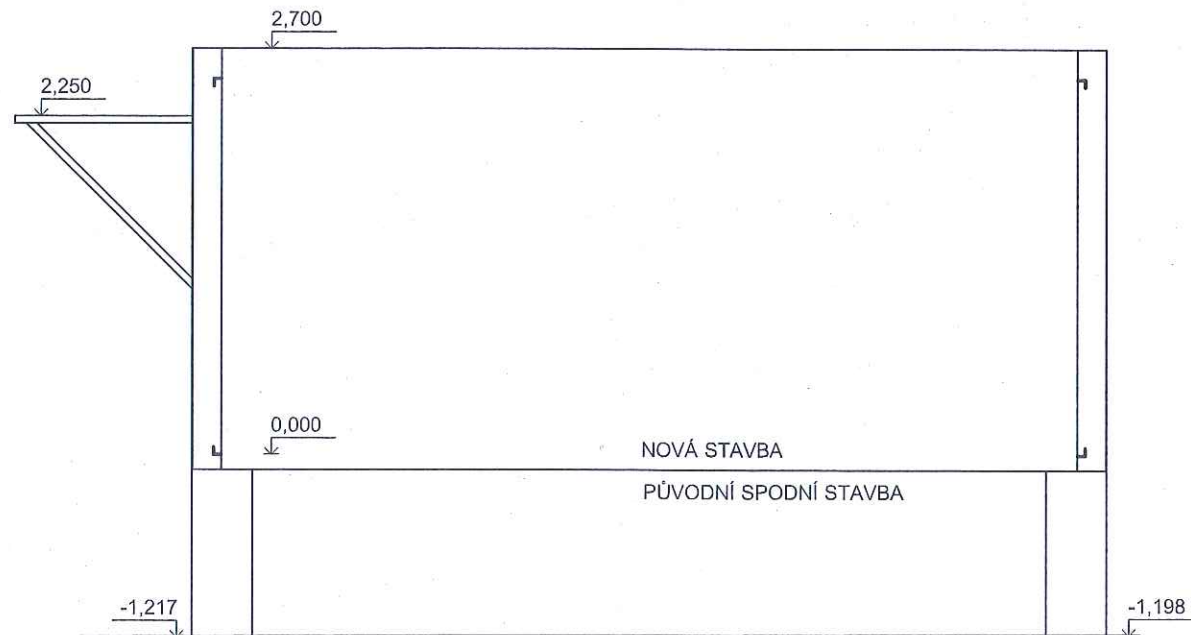 2,700
2,250
0,000
NOVÁ STAVBA
PŮVODNÍ SPODNÍ STAVBA
-1,217
-1,198